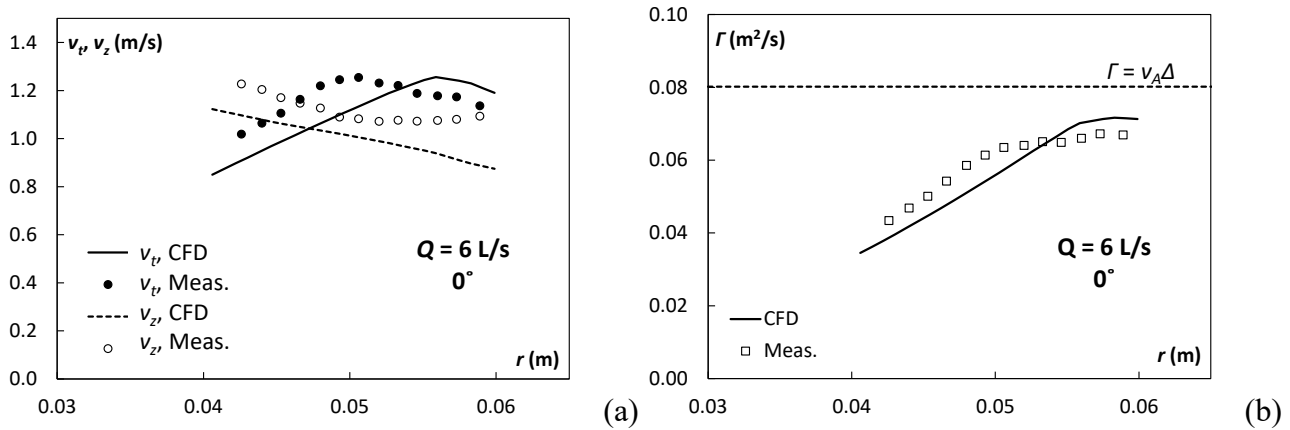 v_t, v_z (m/s)
1.4
1.2
1.0
0.8
0.6
0.4
0.2
0.0
v_t, CFD
v_t, Meas.
v_z, CFD
v_z, Meas.
Q = 6 L/s
0°
r (m)
0.03
0.04
0.05
0.06
(a)
0.10
Γ (m²/s)
0.08
0.06
0.04
0.02
0.00
Γ = v_AΔ
Q = 6 L/s
0°
CFD
Meas.
r (m)
0.03
0.04
0.05
0.06
(b)